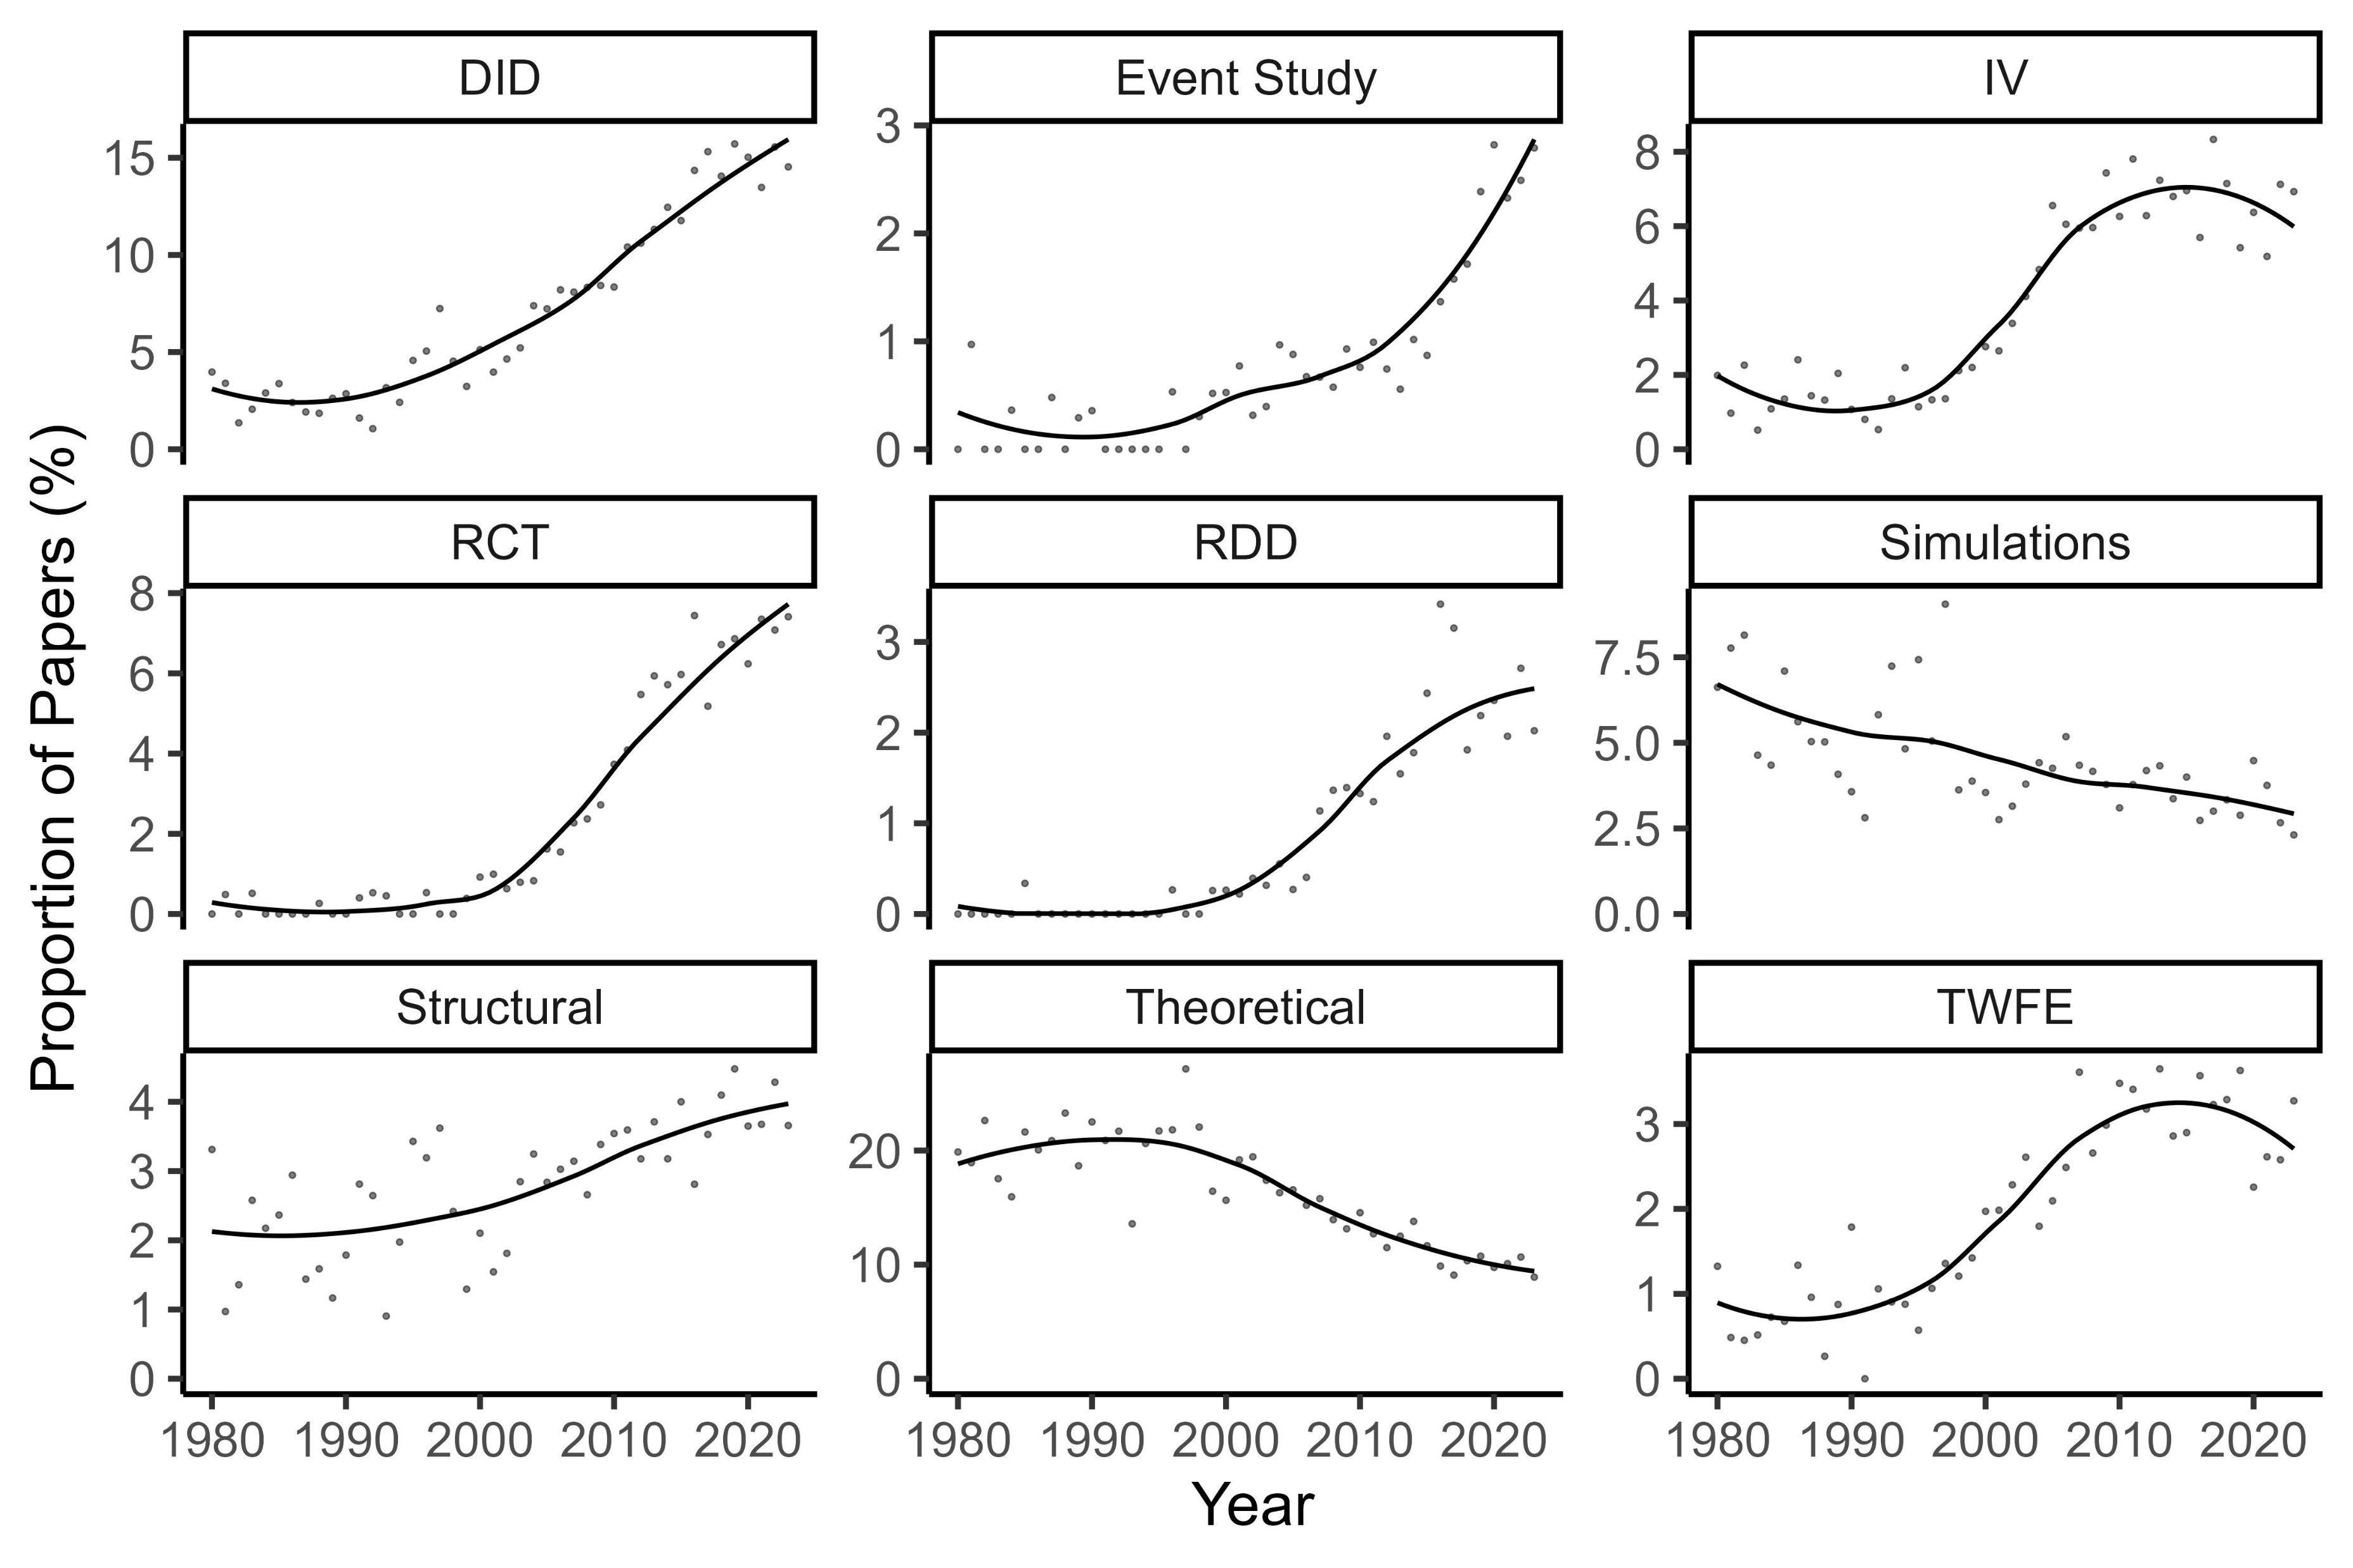 DID
Event Study
IV
15
10
5
0
3
2
1
0
8
6
4
2
0
RCT
RDD
Simulations
8
6
4
2
0
3
2
1
0
7.5
5.0
2.5
0.0
Structural
Theoretical
TWFE
4
3
2
1
0
20
10
0
3
2
1
0
1980 1990 2000 2010 2020
1980 1990 2000 2010 2020
1980 1990 2000 2010 2020
Year
Proportion of Papers (%)